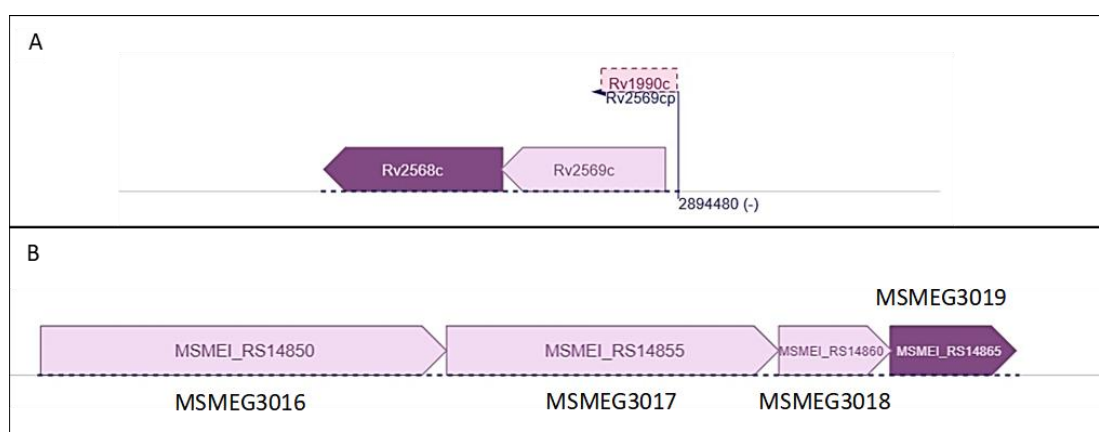 A
Rv1990c
Rv2569cp
Rv2568c
Rv2569c
2894480 (-)
B
MSMEG3019
MSMEI_RS14850
MSMEI_RS14855
MSMEI_RS14860
MSMEI_RS14865
MSMEG3016
MSMEG3017
MSMEG3018